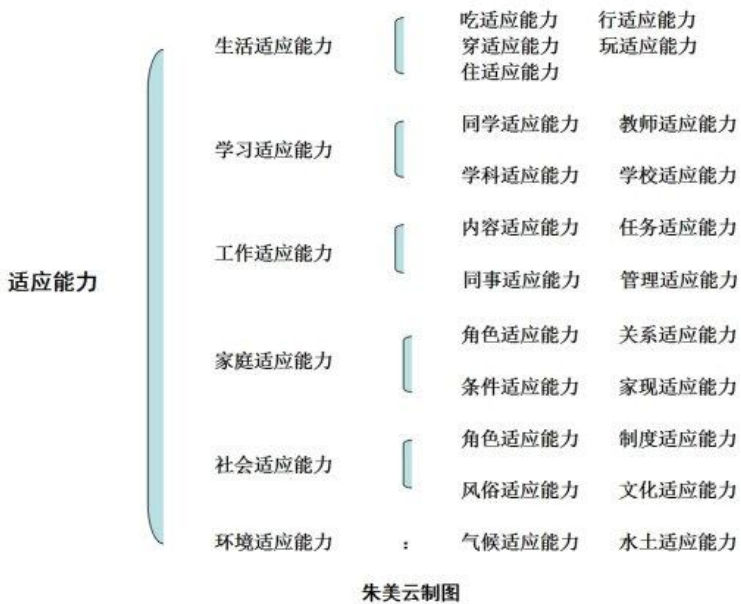 吃适应能力 行适应能力
生活适应能力 穿适应能力 玩适应能力
住适应能力
同学适应能力 教师适应能力
学习适应能力
学科适应能力 学校适应能力
内容适应能力 任务适应能力
工作适应能力
同事适应能力 管理适应能力
适应能力
角色适应能力 关系适应能力
家庭适应能力
条件适应能力 家现适应能力
角色适应能力 制度适应能力
社会适应能力
风俗适应能力 文化适应能力
环境适应能力 : 气候适应能力 水土适应能力
朱美云制图